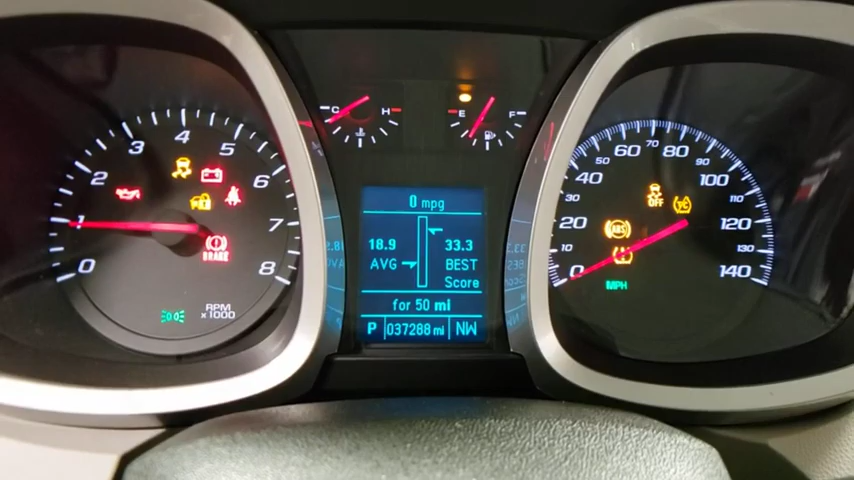 0 1 2 3 4 5 6 7 8
BRAKE
RPM
x1000
C H
E F
0 mpg
18.9 33.3
AVG BEST
Score
for 50 mi
P 037288 mi NW
0 10 20 30 40 50 60 70 80 90 100 110 120 130 140
OFF
ABS
MPH